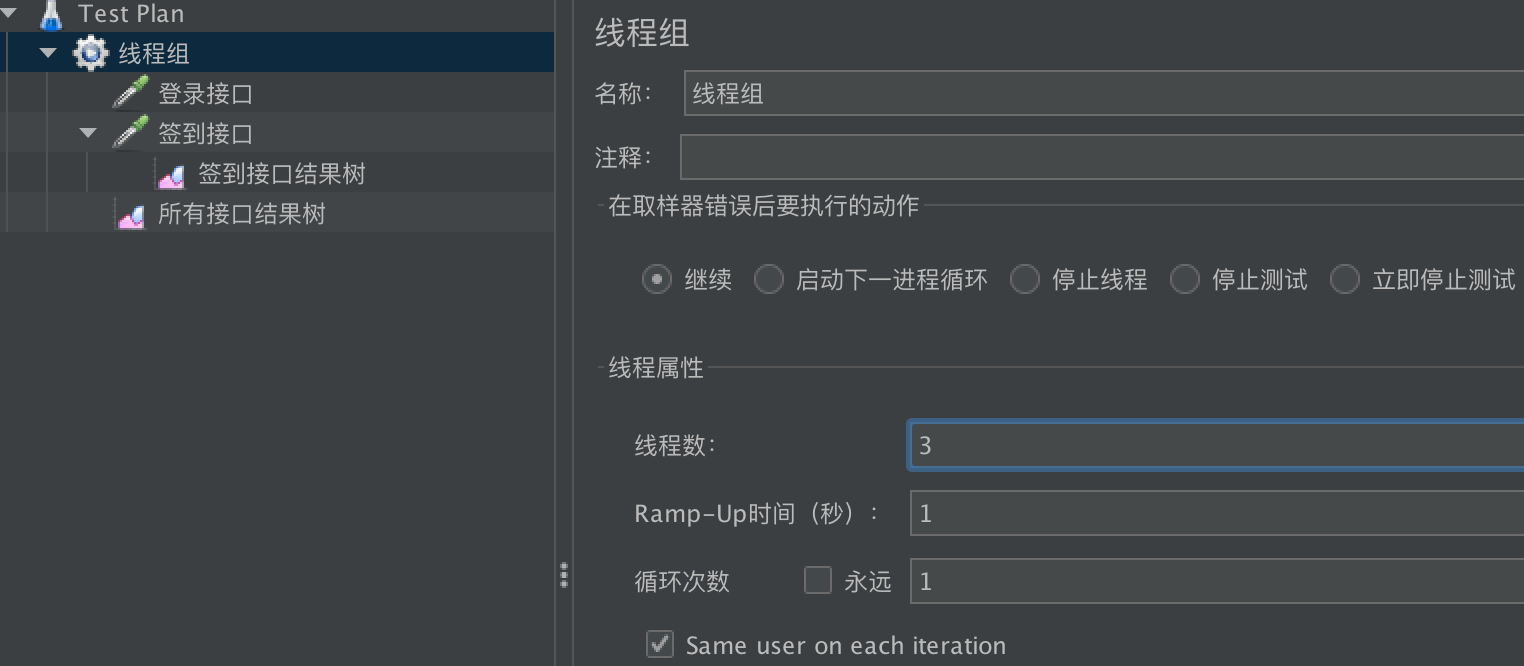 Test Plan
线程组
登录接口
签到接口
签到接口结果树
所有接口结果树
线程组
名称：
线程组
注释：
在取样器错误后要执行的动作
继续 启动下一进程循环 停止线程 停止测试 立即停止测试
线程属性
线程数：
3
Ramp-Up时间（秒）：
1
循环次数 永远 1
Same user on each iteration